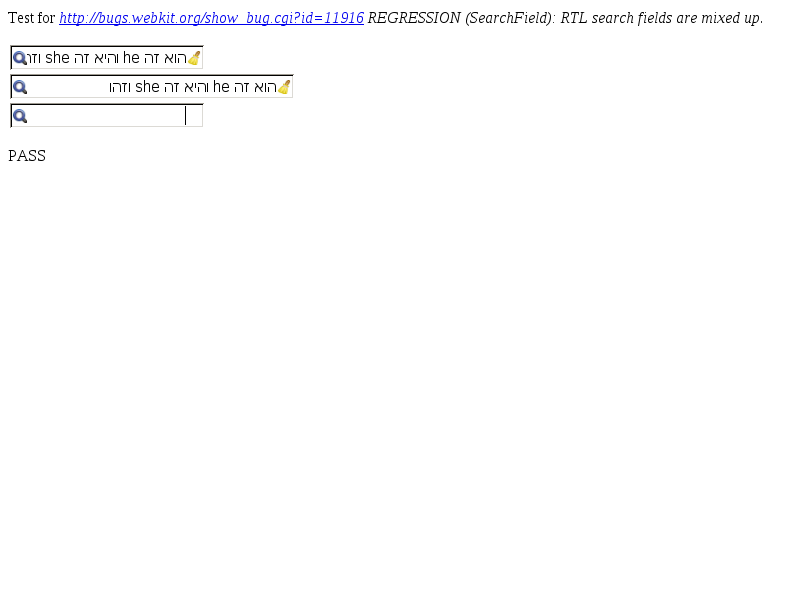 Test for http://bugs.webkit.org/show_bug.cgi?id=11916 REGRESSION (SearchField): RTL search fields are mixed up.
הוא זה he והיא זה she וזהו
הוא זה he והיא זה she וזהו
PASS